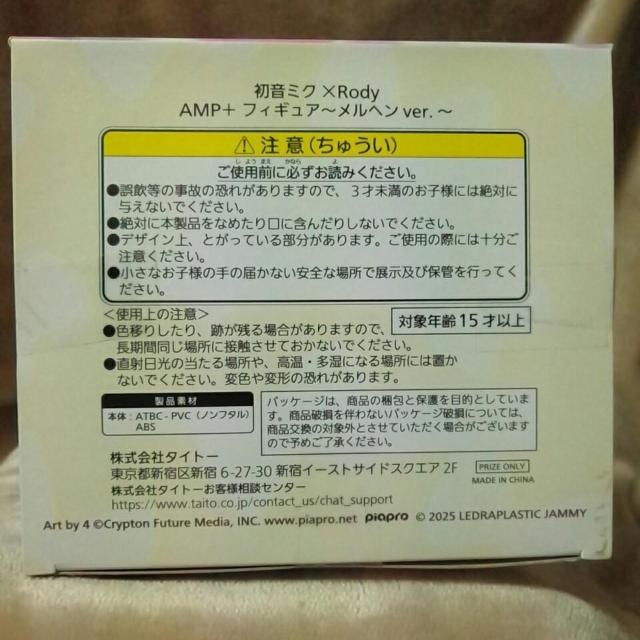 初音ミク×Rody
AMP+ フィギュア～メルヘン ver.～
⚠注意(ちゅうい)
ご使用前に必ずお読みください。
しようまえ かなら よ
●誤飲等の事故の恐れがありますので、3才未満のお子様には絶対に
与えないでください。
●絶対に本製品をなめたり口に含んだりしないでください。
●デザイン上、とがっている部分があります。ご使用の際には十分ご
注意ください。
●小さなお子様の手の届かない安全な場所で展示及び保管を行ってく
ださい。
<使用上の注意>
●色移りしたり、跡が残る場合がありますので、
長期間同じ場所に接触させておかないでください。
対象年齢15才以上
●直射日光の当たる場所や、高温・多湿になる場所には置か
ないでください。変色や変形の恐れがあります。
製品素材
本体:ATBC-PVC(ノンフタル)
ABS
パッケージは、商品の梱包と保護を目的としていま
す。商品破損を伴わないパッケージ破損については、
商品交換の対象外とさせていただく場合がございます
ので予めご了承ください。
株式会社タイトー
東京都新宿区新宿 6-27-30 新宿イーストサイドスクエア 2F
株式会社タイトーお客様相談センター
https://www.taito.co.jp/contact_us/chat_support
PRIZE ONLY
MADE IN CHINA
Art by 4 ©Crypton Future Media, INC. www.piapro.net piapro © 2025 LEDRAPLASTIC JAMMY